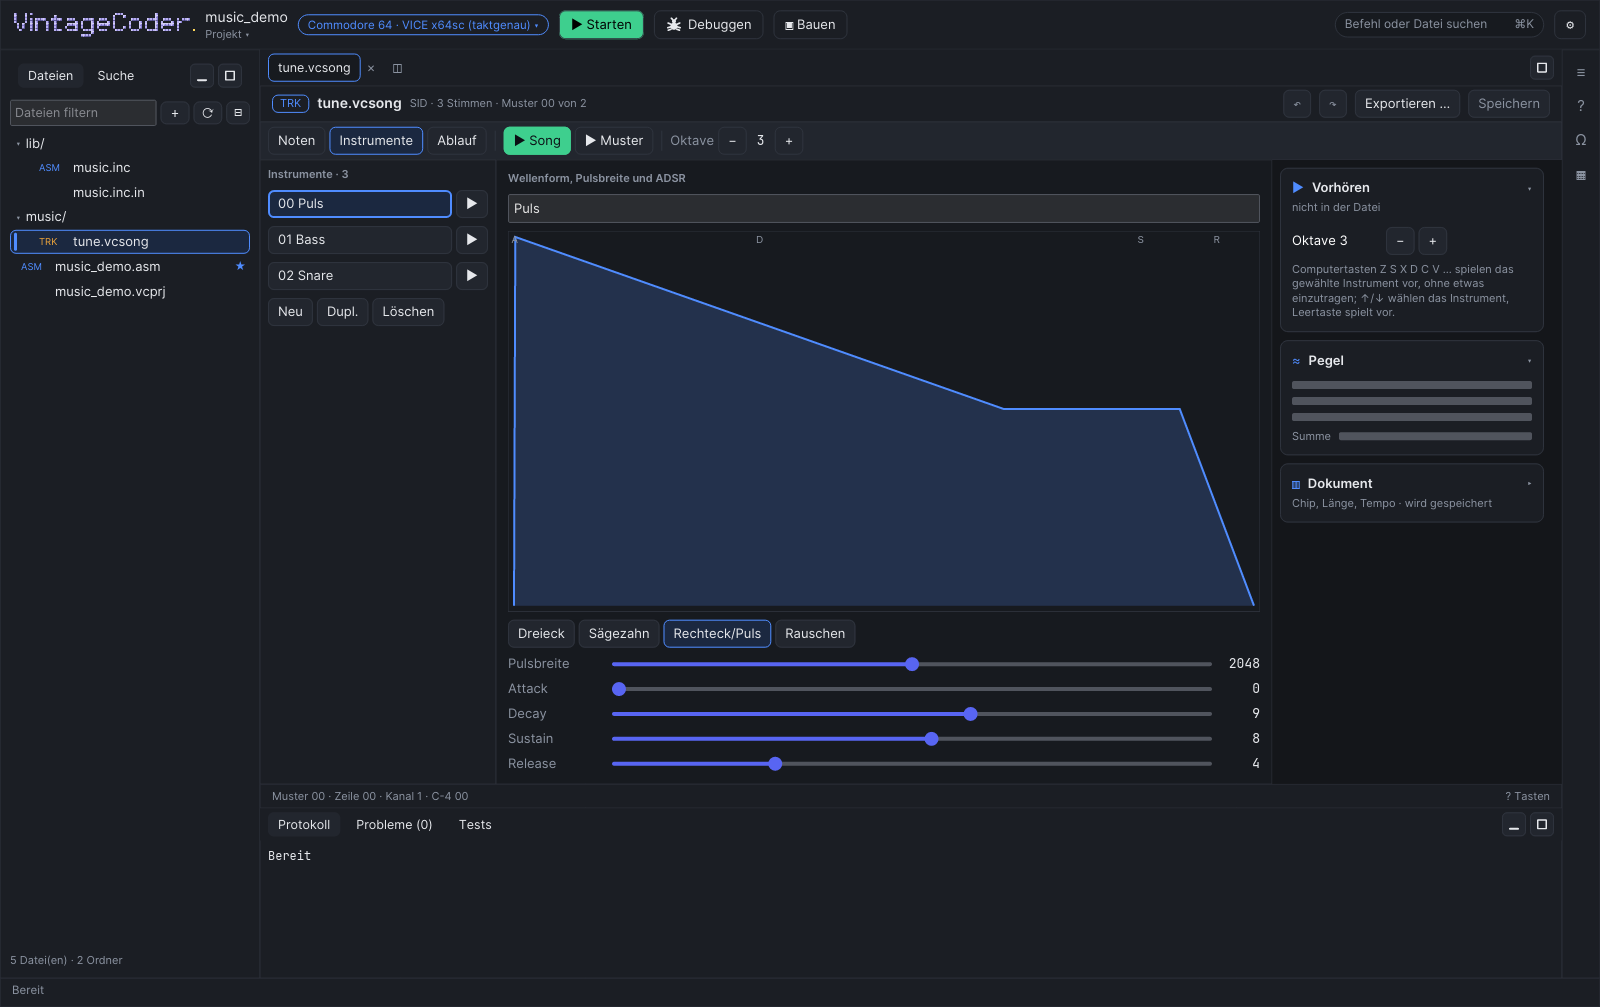 VintageCoder.
music_demo
Projekt
Commodore 64 · VICE x64sc (taktgenau)
Starten
Debuggen
Bauen
Befehl oder Datei suchen ⌘K
Dateien
Suche
Dateien filtern
lib/
ASM music.inc
music.inc.in
music/
TRK tune.vcsong
ASM music_demo.asm ★
music_demo.vcprj
5 Datei(en) · 2 Ordner
tune.vcsong ×
TRK tune.vcsong SID · 3 Stimmen · Muster 00 von 2
Exportieren ...
Speichern
Noten
Instrumente
Ablauf
Song
Muster
Oktave − 3 +
Instrumente · 3
00 Puls
01 Bass
02 Snare
Neu
Dupl.
Löschen
Wellenform, Pulsbreite und ADSR
Puls
A D S R
Dreieck
Sägezahn
Rechteck/Puls
Rauschen
Pulsbreite 2048
Attack 0
Decay 9
Sustain 8
Release 4
Vorhören
nicht in der Datei
Oktave 3 − +
Computertasten Z S X D C V ... spielen das
gewählte Instrument vor, ohne etwas
einzutragen; ↑/↓ wählen das Instrument,
Leertaste spielt vor.
Pegel
Summe
Dokument
Chip, Länge, Tempo · wird gespeichert
? Ω
Muster 00 · Zeile 00 · Kanal 1 · C-4 00
? Tasten
Protokoll
Probleme (0)
Tests
Bereit
Bereit